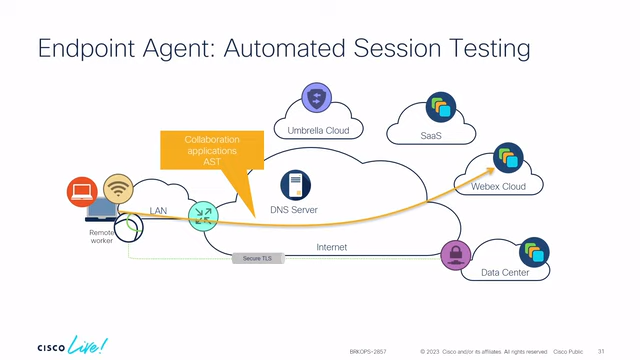 Endpoint Agent: Automated Session Testing
Umbrella Cloud
SaaS
Collaboration
applications
AST
Webex Cloud
LAN
DNS Server
Remote
worker
Internet
Secure TLS
Data Center
CISCO Live!
BRKOPS-2857
© 2023 Cisco and/or its affiliates. All rights reserved. Cisco Public
31